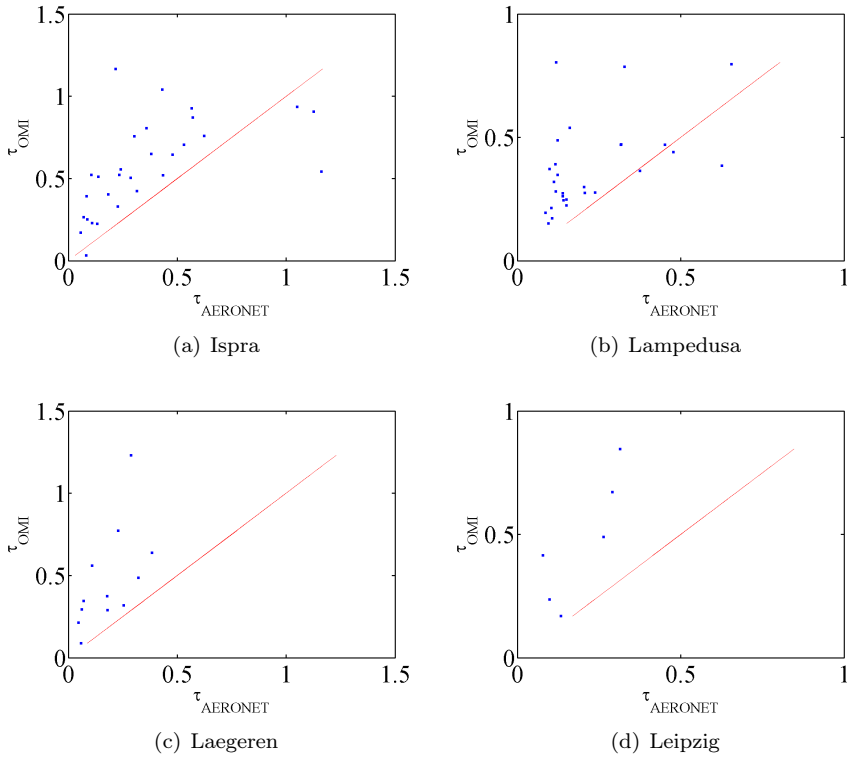 1.5
1
0.5
0
0 0.5 1 1.5
τOMI
τAERONET
(a) Ispra
1
0.5
0
0 0.5 1
τOMI
τAERONET
(b) Lampedusa
1.5
1
0.5
0
0 0.5 1 1.5
τOMI
τAERONET
(c) Laegeren
1
0.5
0
0 0.5 1
τOMI
τAERONET
(d) Leipzig